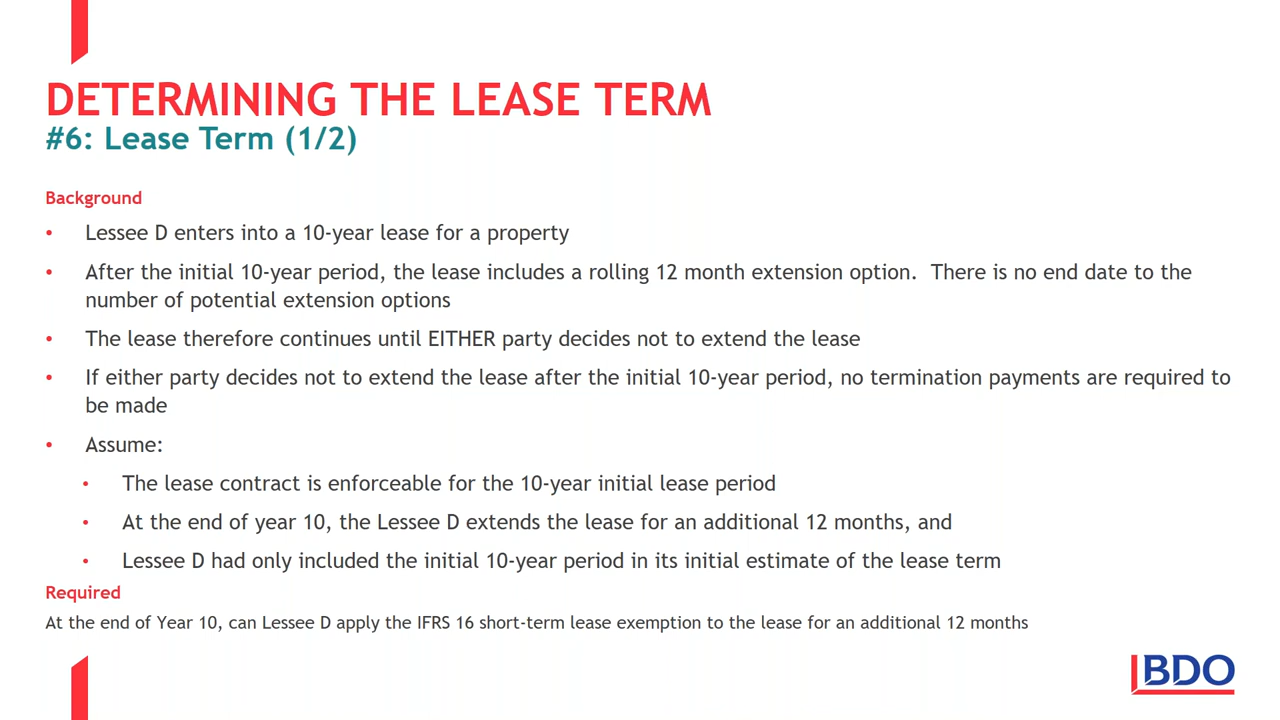 DETERMINING THE LEASE TERM
#6: Lease Term (1/2)
Background
• Lessee D enters into a 10-year lease for a property
• After the initial 10-year period, the lease includes a rolling 12 month extension option.  There is no end date to the
number of potential extension options
• The lease therefore continues until EITHER party decides not to extend the lease
• If either party decides not to extend the lease after the initial 10-year period, no termination payments are required to
be made
• Assume:
• The lease contract is enforceable for the 10-year initial lease period
• At the end of year 10, the Lessee D extends the lease for an additional 12 months, and
• Lessee D had only included the initial 10-year period in its initial estimate of the lease term
Required
At the end of Year 10, can Lessee D apply the IFRS 16 short-term lease exemption to the lease for an additional 12 months
BDO